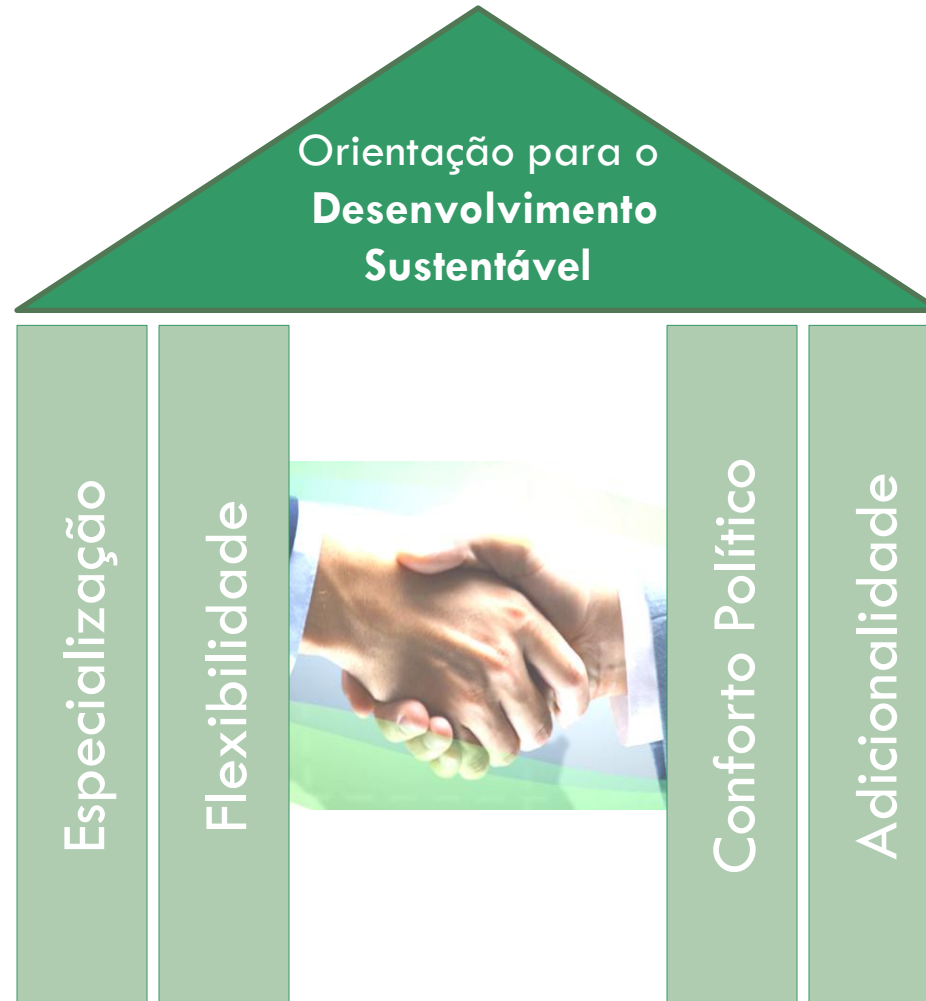 Orientação para o
Desenvolvimento
Sustentável
Especialização
Flexibilidade
Conforto Político
Adicionalidade